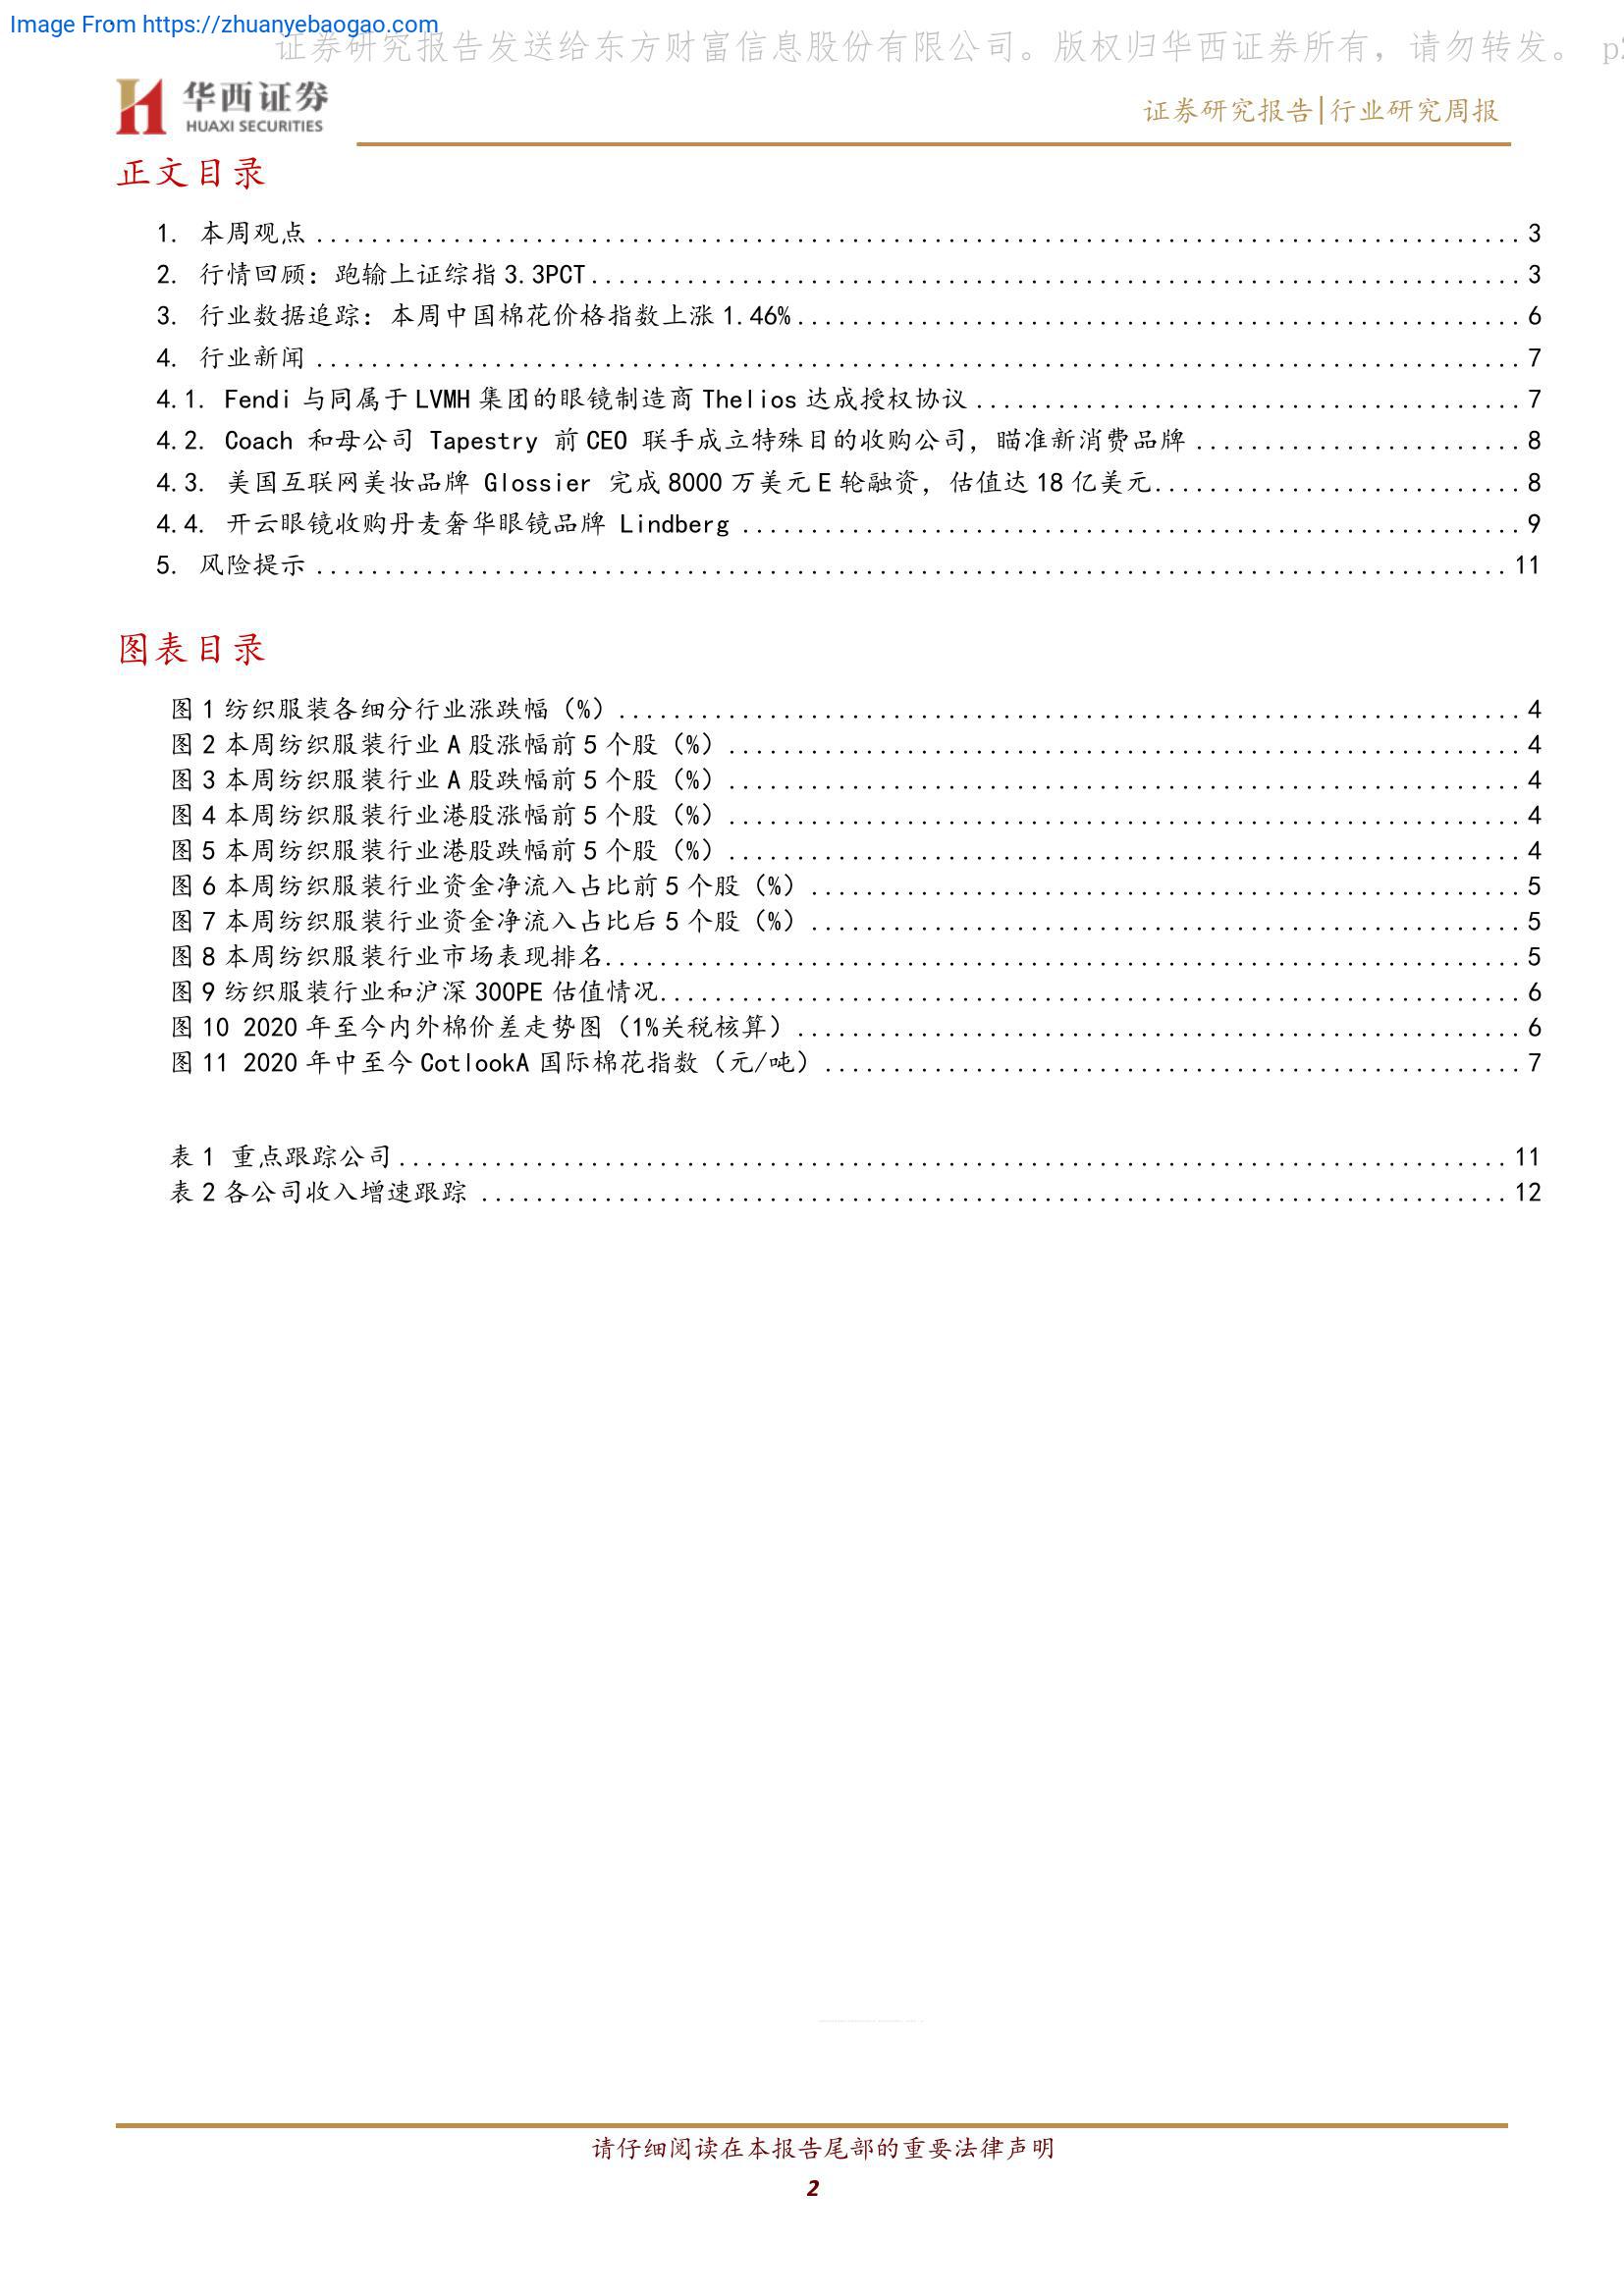 Image From https://zhuanyebaogao.com
证券研究报告发送给东方财富信息股份有限公司。版权归华西证券所有，请勿转发。 p2
华西证券
HUAXI SECURITIES
证券研究报告|行业研究周报
正文目录
1. 本周观点 ........................................ 3
2. 行情回顾：跑输上证综指 3.3PCT ........................................ 3
3. 行业数据追踪：本周中国棉花价格指数上涨 1.46% ........................................ 6
4. 行业新闻 ........................................ 7
4.1. Fendi 与同属于 LVMH 集团的眼镜制造商 Thelios 达成授权协议 ........................................ 7
4.2. Coach 和母公司 Tapestry 前 CEO 联手成立特殊目的收购公司，瞄准新消费品牌 ........................................ 8
4.3. 美国互联网美妆品牌 Glossier 完成 8000 万美元 E 轮融资，估值达 18 亿美元 ........................................ 8
4.4. 开云眼镜收购丹麦奢华眼镜品牌 Lindberg ........................................ 9
5. 风险提示 ........................................ 11
图表目录
图 1 纺织服装各细分行业涨跌幅（%） ........................................ 4
图 2 本周纺织服装行业 A 股涨幅前 5 个股（%） ........................................ 4
图 3 本周纺织服装行业 A 股跌幅前 5 个股（%） ........................................ 4
图 4 本周纺织服装行业港股涨幅前 5 个股（%） ........................................ 4
图 5 本周纺织服装行业港股跌幅前 5 个股（%） ........................................ 4
图 6 本周纺织服装行业资金净流入占比前 5 个股（%） ........................................ 5
图 7 本周纺织服装行业资金净流入占比后 5 个股（%） ........................................ 5
图 8 本周纺织服装行业市场表现排名 ........................................ 5
图 9 纺织服装行业和沪深 300PE 估值情况 ........................................ 6
图 10 2020 年至今内外棉价差走势图（1%关税核算） ........................................ 6
图 11 2020 年中至今 CotlookA 国际棉花指数（元/吨） ........................................ 7
表 1 重点跟踪公司 ........................................ 11
表 2 各公司收入增速跟踪 ........................................ 12
请仔细阅读在本报告尾部的重要法律声明
2